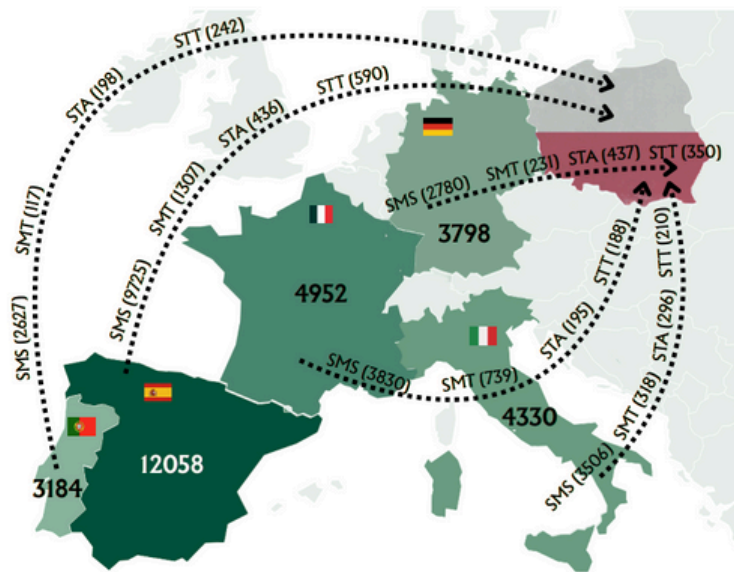 STT (242)
STA (198)
SMT (117)
SMS (2627)
3184
STT (590)
STA (436)
SMT (1307)
SMS (9725)
12058
SMS (2780)
SMT (231)
STA (437)
STT (350)
3798
4952
SMS (3830)
SMT (739)
STA (195)
STT (188)
4330
SMS (3506)
SMT (318)
STA (296)
STT (210)